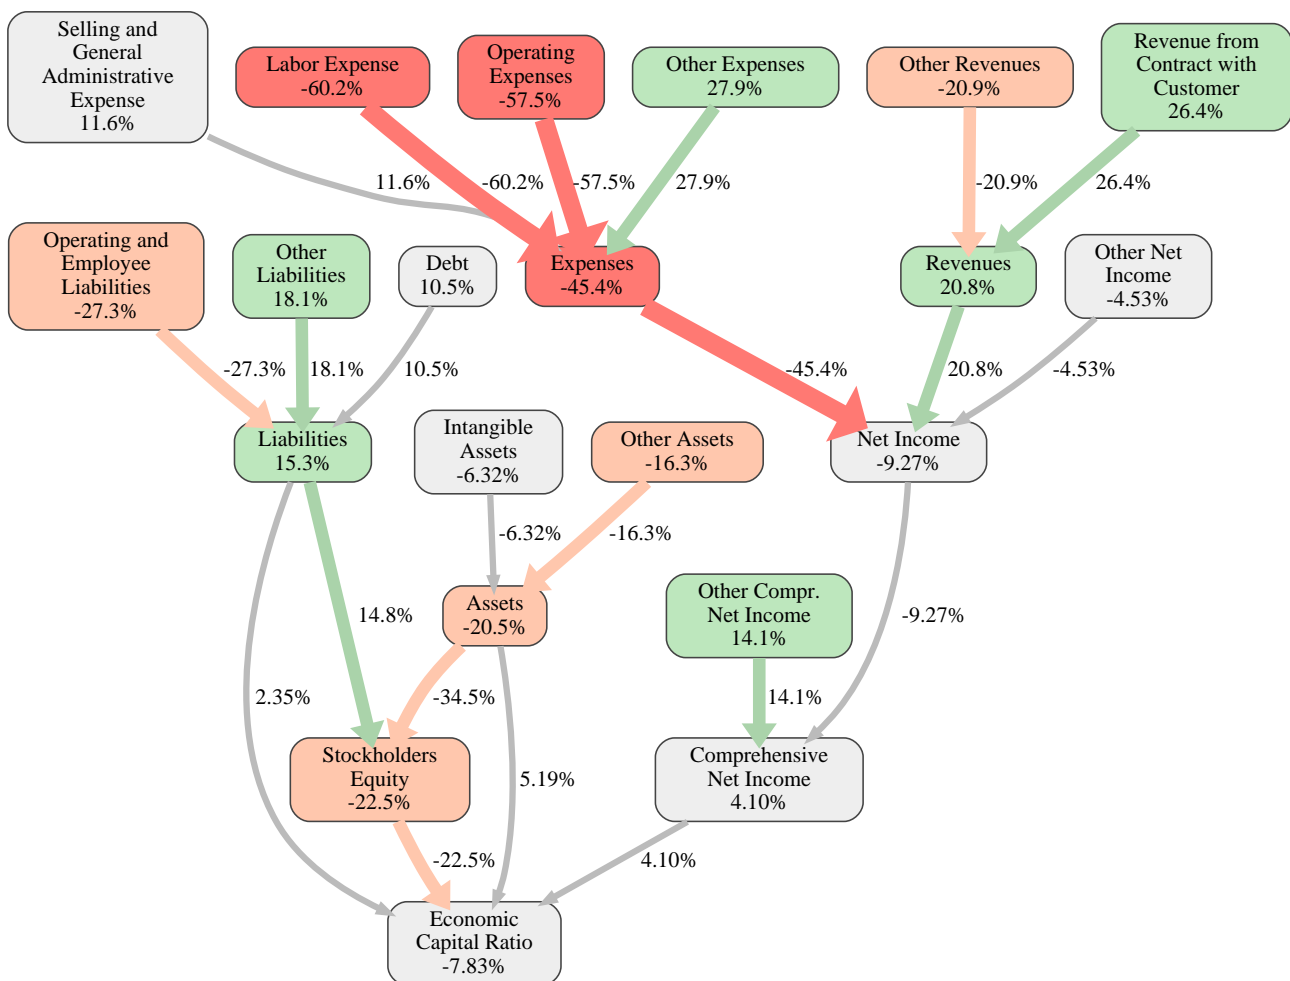 Selling and
General
Administrative
Expense
11.6%
Labor Expense
-60.2%
Operating
Expenses
-57.5%
Other Expenses
27.9%
Other Revenues
-20.9%
Revenue from
Contract with
Customer
26.4%
11.6%
-60.2%
-57.5%
27.9%
-20.9%
26.4%
Operating and
Employee
Liabilities
-27.3%
Other
Liabilities
18.1%
Debt
10.5%
Expenses
-45.4%
Revenues
20.8%
Other Net
Income
-4.53%
-27.3%
18.1%
10.5%
-45.4%
20.8%
-4.53%
Liabilities
15.3%
Intangible
Assets
-6.32%
Other Assets
-16.3%
Net Income
-9.27%
-6.32%
-16.3%
Assets
-20.5%
Other Compr.
Net Income
14.1%
14.8%
-9.27%
2.35%
-34.5%
14.1%
Stockholders
Equity
-22.5%
5.19%
Comprehensive
Net Income
4.10%
-22.5%
4.10%
Economic
Capital Ratio
-7.83%